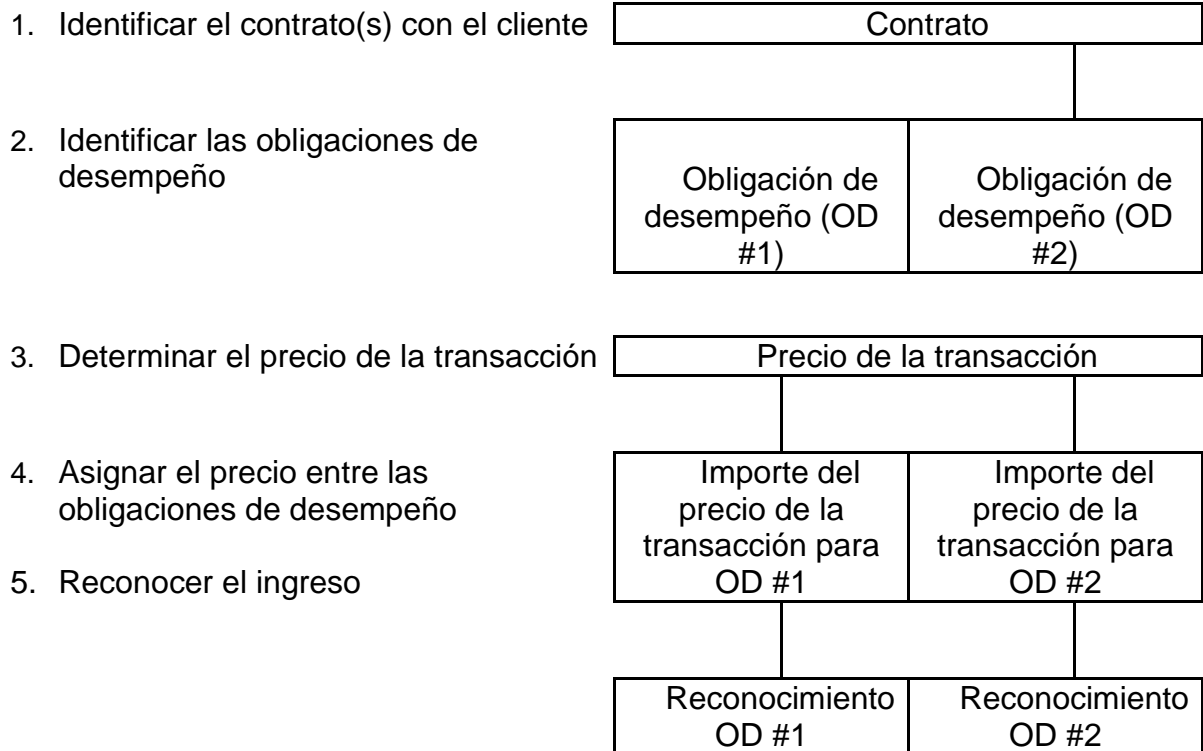 1. Identificar el contrato(s) con el cliente
Contrato
2. Identificar las obligaciones de
desempeño
Obligación de
desempeño (OD
#1)
Obligación de
desempeño (OD
#2)
3. Determinar el precio de la transacción
Precio de la transacción
4. Asignar el precio entre las
obligaciones de desempeño
Importe del
precio de la
transacción para
OD #1
Importe del
precio de la
transacción para
OD #2
5. Reconocer el ingreso
Reconocimiento
OD #1
Reconocimiento
OD #2